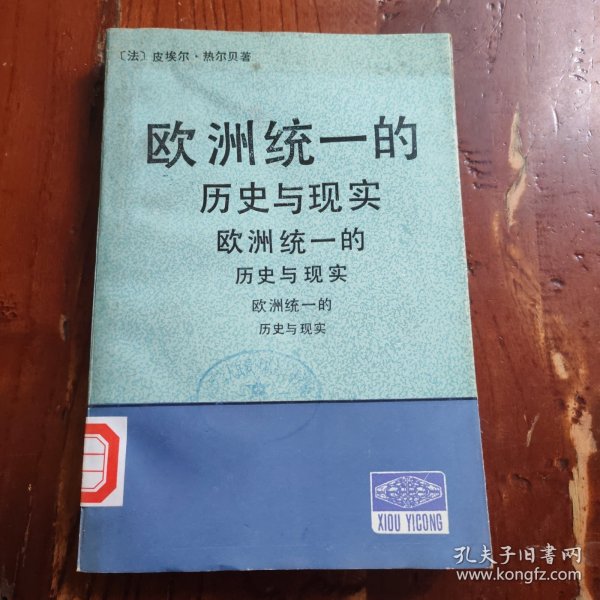 〔法〕皮埃尔·热尔贝著
欧洲统一的
历史与现实
欧洲统一的
历史与现实
欧洲统一的
历史与现实
XIOU YICONG
孔夫子旧书网
www.kongfz.com